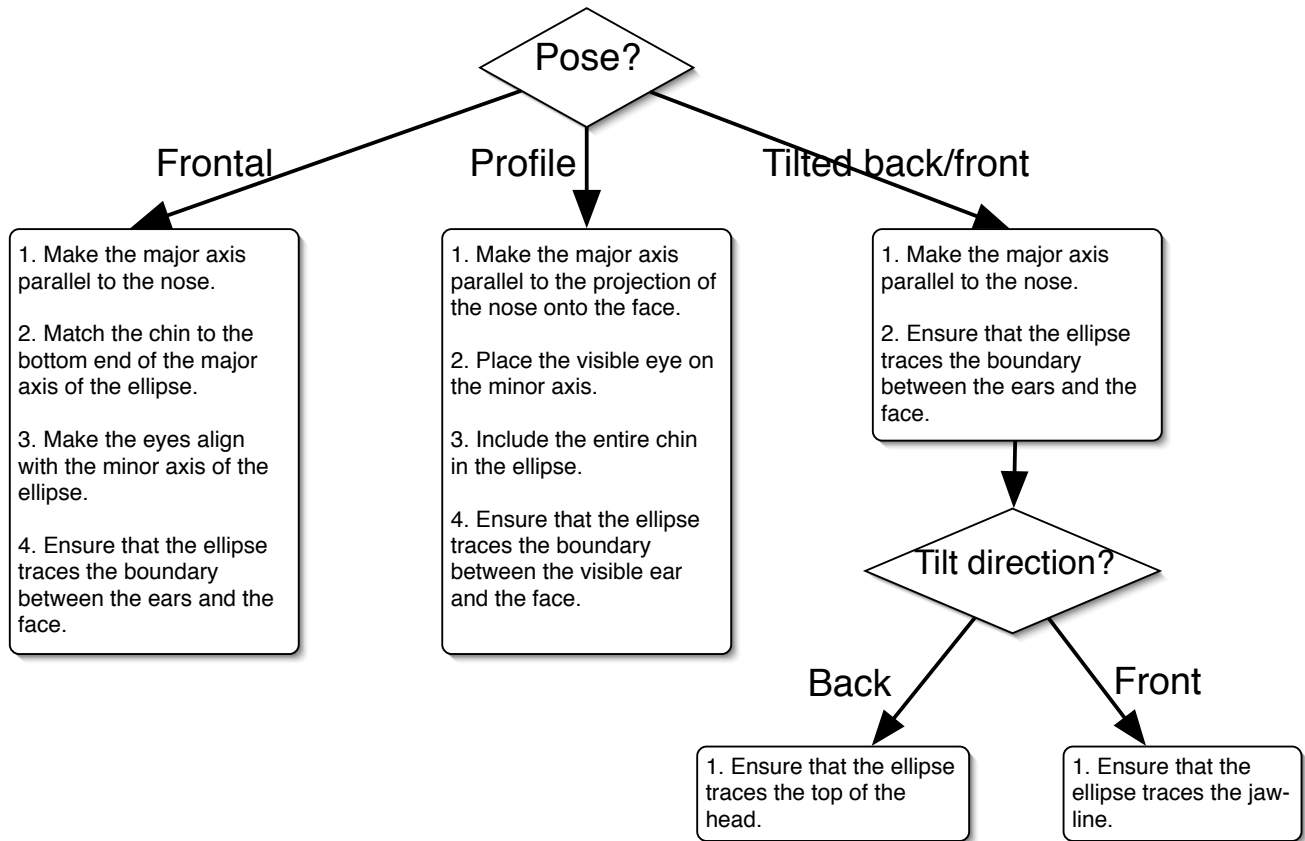 Pose?
Frontal
Profile
Tilted back/front
1. Make the major axis
parallel to the nose.
2. Match the chin to the
bottom end of the major
axis of the ellipse.
3. Make the eyes align
with the minor axis of the
ellipse.
4. Ensure that the ellipse
traces the boundary
between the ears and the
face.
1. Make the major axis
parallel to the projection of
the nose onto the face.
2. Place the visible eye on
the minor axis.
3. Include the entire chin
in the ellipse.
4. Ensure that the ellipse
traces the boundary
between the visible ear
and the face.
1. Make the major axis
parallel to the nose.
2. Ensure that the ellipse
traces the boundary
between the ears and the
face.
Tilt direction?
Back
Front
1. Ensure that the ellipse
traces the top of the
head.
1. Ensure that the
ellipse traces the jaw-
line.